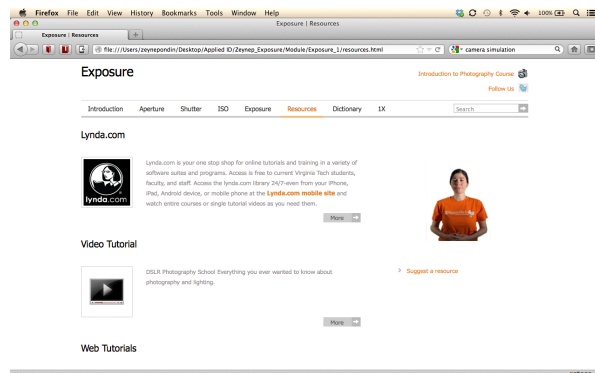 Firefox File Edit View History Bookmarks Tools Window Help
100%
Exposure | Resources
Exposure | Resources
file:///Users/zeynepondin/Desktop/Applied ID/Zeynep_Exposure/Module/Exposure_1/resources.html
camera simulation
Exposure
Introduction to Photography Course
Follow Us
Introduction Aperture Shutter ISO Exposure Resources Dictionary 1X
Search
Lynda.com
Lynda.com is your one stop shop for online tutorials and training in a variety of
software suites and programs. Access is free to current Virginia Tech students,
faculty, and staff. Access the lynda.com library 24/7-even from your iPhone,
iPad, Android device, or mobile phone at the Lynda.com mobile site and
watch entire courses or single tutorial videos as you need them.
lynda.com
More
Video Tutorial
DSLR Photography School Everything you ever wanted to know about
photography and lighting.
Suggest a resource
More
Web Tutorials